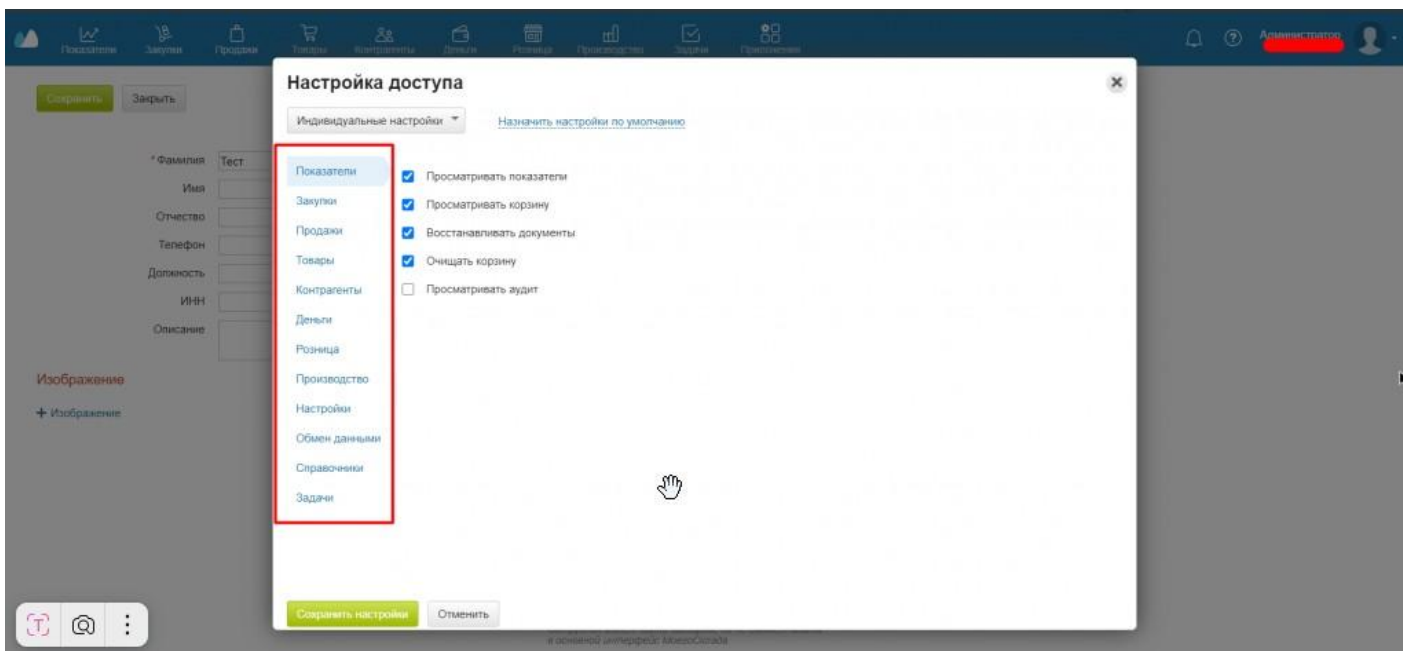 Показатели Закупки Продажи Товары Контрагенты Деньги Розница Производство Задачи Приложения
Администратор
Сохранить Закрыть
Настройка доступа
Индивидуальные настройки Назначить настройки по умолчанию
* Фамилия Тест
Имя
Отчество
Телефон
Должность
ИНН
Описание
Изображение
+ Изображение
Показатели
Закупки
Продажи
Товары
Контрагенты
Деньги
Розница
Производство
Настройки
Обмен данными
Справочники
Задачи
Просматривать показатели
Просматривать корзину
Восстанавливать документы
Очищать корзину
Просматривать аудит
Сохранить настройки Отменить
в основной интерфейс МоегоСклада